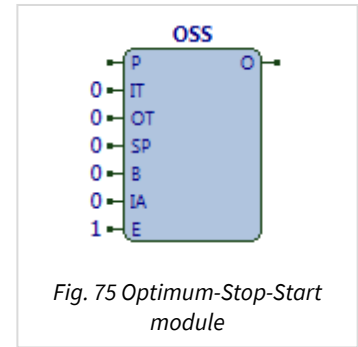 OSS
P O
0 IT
0 OT
0 SP
0 B
0 IA
1 E
Fig. 75 Optimum-Stop-Start
module